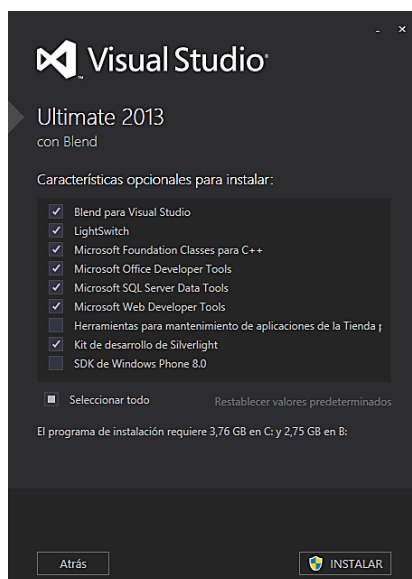 Visual Studio
Ultimate 2013
con Blend
Características opcionales para instalar:
Blend para Visual Studio
LightSwitch
Microsoft Foundation Classes para C++
Microsoft Office Developer Tools
Microsoft SQL Server Data Tools
Microsoft Web Developer Tools
Herramientas para mantenimiento de aplicaciones de la Tienda
Kit de desarrollo de Silverlight
SDK de Windows Phone 8.0
Seleccionar todo Restablecer valores predeterminados
El programa de instalación requiere 3,76 GB en C: y 2,75 GB en B:
Atrás INSTALAR